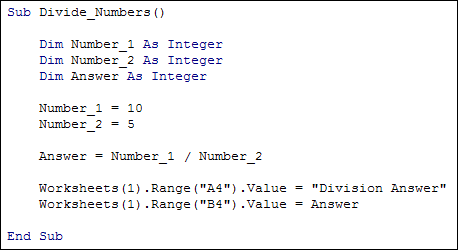 Sub Divide_Numbers()
Dim Number_1 As Integer
Dim Number_2 As Integer
Dim Answer As Integer
Number_1 = 10
Number_2 = 5
Answer = Number_1 / Number_2
Worksheets(1).Range("A4").Value = "Division Answer"
Worksheets(1).Range("B4").Value = Answer
End Sub